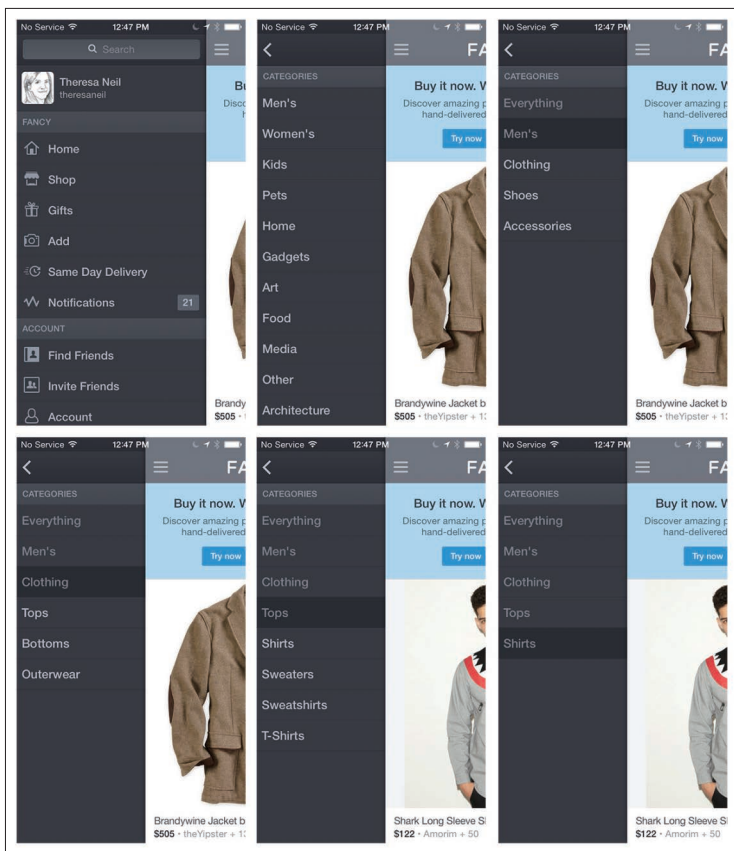 No Service 12:47 PM
Search
Theresa Neil
theresaneil
FANCY
Home
Shop
Gifts
Add
Same Day Delivery
Notifications 21
ACCOUNT
Find Friends
Invite Friends
Account
Bu
Disc
h
Brandy
$505 · t
No Service 12:47 PM
CATEGORIES
Men's
Women's
Kids
Pets
Home
Gadgets
Art
Food
Media
Other
Architecture
FA
Buy it now. W
Discover amazing p
hand-delivered
Try now
Brandywine Jacket b
$505 · theYipster + 13
No Service 12:47 PM
CATEGORIES
Everything
Men's
Clothing
Shoes
Accessories
FA
Buy it now. W
Discover amazing p
hand-delivered
Try now
Brandywine Jacket b
$505 · theYipster + 13
No Service 12:47 PM
CATEGORIES
Everything
Men's
Clothing
Tops
Bottoms
Outerwear
FA
Buy it now. W
Discover amazing p
hand-delivered
Try now
Brandywine Jacket b
$505 · theYipster + 13
No Service 12:47 PM
CATEGORIES
Everything
Men's
Clothing
Tops
Shirts
Sweaters
Sweatshirts
T-Shirts
FA
Buy it now. W
Discover amazing p
hand-delivered
Try now
Shark Long Sleeve S
$122 · Amorim + 50
No Service 12:47 PM
CATEGORIES
Everything
Men's
Clothing
Tops
Shirts
FA
Buy it now. W
Discover amazing p
hand-delivered
Try now
Shark Long Sleeve S
$122 · Amorim + 50